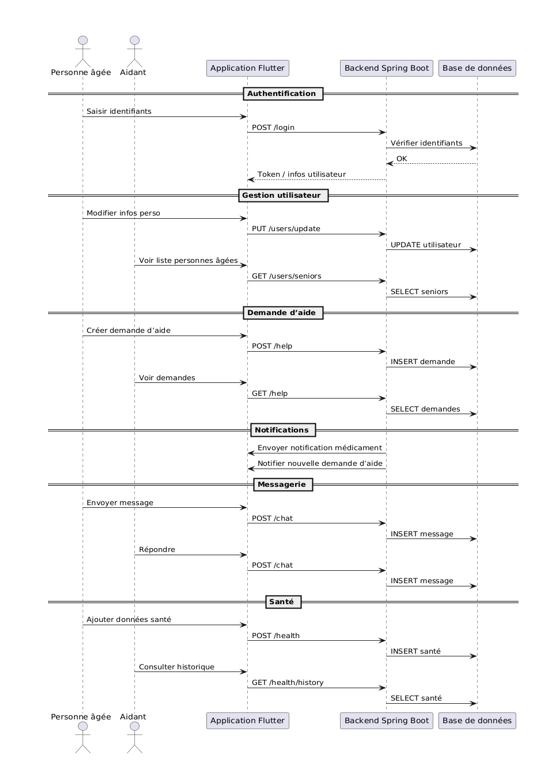 Personne âgée
Aidant
Application Flutter
Backend Spring Boot
Base de données
Authentification
Saisir identifiants
POST /login
Vérifier identifiants
OK
Token / infos utilisateur
Gestion utilisateur
Modifier infos perso
PUT /users/update
UPDATE utilisateur
Voir liste personnes âgées
GET /users/seniors
SELECT seniors
Demande d'aide
Créer demande d'aide
POST /help
INSERT demande
Voir demandes
GET /help
SELECT demandes
Notifications
Envoyer notification médicament
Notifier nouvelle demande d'aide
Messagerie
Envoyer message
POST /chat
INSERT message
Répondre
POST /chat
INSERT message
Santé
Ajouter données santé
POST /health
INSERT santé
Consulter historique
GET /health/history
SELECT santé
Personne âgée
Aidant
Application Flutter
Backend Spring Boot
Base de données